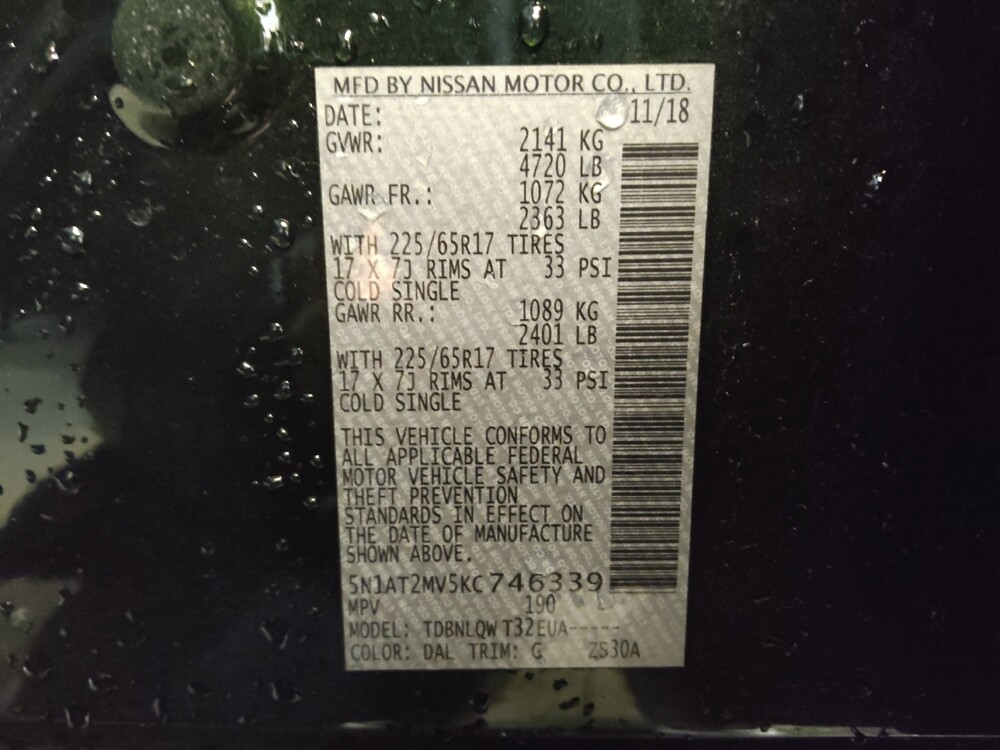 MFD BY NISSAN MOTOR CO., LTD.
DATE: 11/18
GVWR: 2141 KG
4720 LB
GAWR FR.: 1072 KG
2363 LB
WITH 225/65R17 TIRES
17 X 7J RIMS AT 33 PSI
COLD SINGLE
GAWR RR.: 1089 KG
2401 LB
WITH 225/65R17 TIRES
17 X 7J RIMS AT 33 PSI
COLD SINGLE
THIS VEHICLE CONFORMS TO
ALL APPLICABLE FEDERAL
MOTOR VEHICLE SAFETY AND
THEFT PREVENTION
STANDARDS IN EFFECT ON
THE DATE OF MANUFACTURE
SHOWN ABOVE.
5N1AT2MV5KC746339
MPV 190
MODEL: TDBNLQW T32EUA-----
COLOR: DAL TRIM: G ZS30A